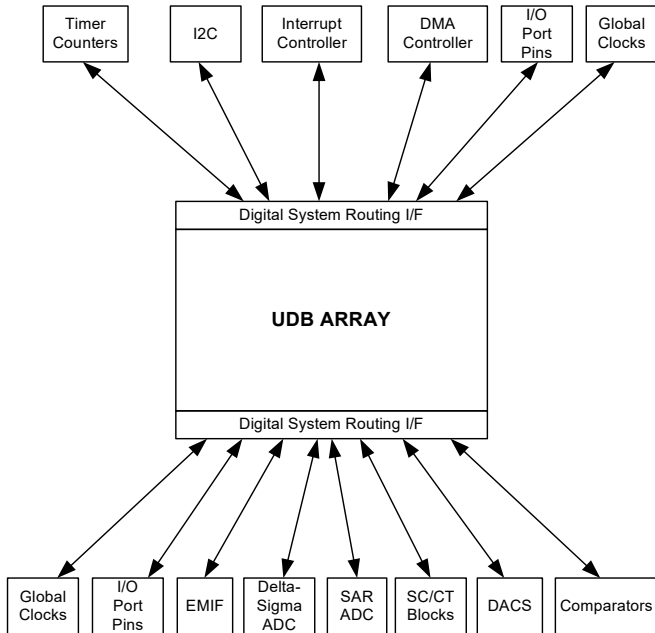 Timer
Counters
I2C
Interrupt
Controller
DMA
Controller
I/O
Port
Pins
Global
Clocks
Digital System Routing I/F
UDB ARRAY
Digital System Routing I/F
Global
Clocks
I/O
Port
Pins
EMIF
Delta-
Sigma
ADC
SAR
ADC
SC/CT
Blocks
DACS
Comparators